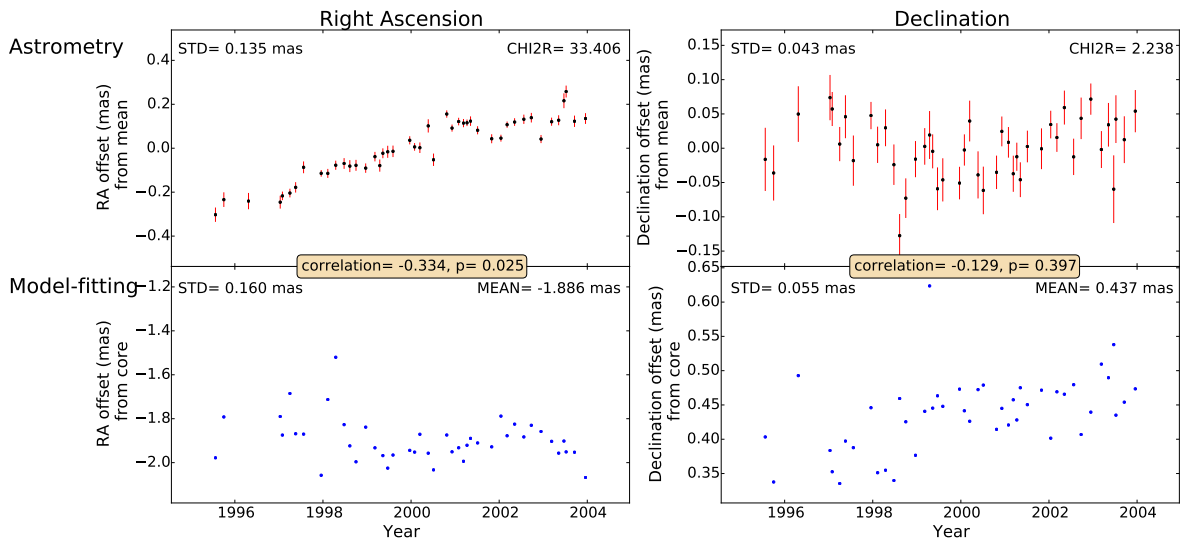 Right Ascension
Declination
Astrometry
STD= 0.135 mas
CHI2R= 33.406
STD= 0.043 mas
CHI2R= 2.238
RA offset (mas)
from mean
0.4
0.2
0.0
−0.2
−0.4
Declination offset (mas)
from mean
0.15
0.10
0.05
0.00
−0.05
−0.10
−0.15
correlation= -0.334, p= 0.025
correlation= -0.129, p= 0.397
Model-fitting
STD= 0.160 mas
MEAN= -1.886 mas
STD= 0.055 mas
MEAN= 0.437 mas
RA offset (mas)
from core
−1.2
−1.4
−1.6
−1.8
−2.0
Declination offset (mas)
from core
0.65
0.60
0.55
0.50
0.45
0.40
0.35
1996
1998
2000
2002
2004
Year
1996
1998
2000
2002
2004
Year